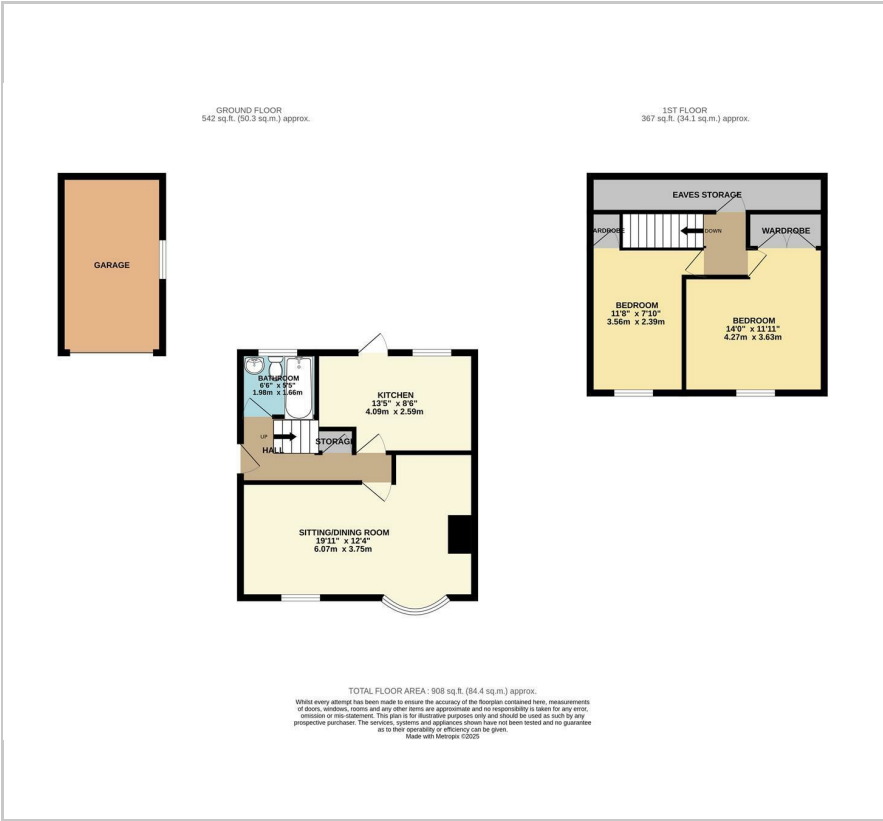 GROUND FLOOR
542 sq.ft. (50.3 sq.m.) approx.
1ST FLOOR
367 sq.ft. (34.1 sq.m.) approx.
GARAGE
BATHROOM
6'6" x 5'5"
1.98m x 1.66m
KITCHEN
13'5" x 8'6"
4.09m x 2.59m
UP
HALL
STORAGE
SITTING/DINING ROOM
19'11" x 12'4"
6.07m x 3.75m
EAVES STORAGE
ARDROBE
DOWN
WARDROBE
BEDROOM
11'8" x 7'10"
3.56m x 2.39m
BEDROOM
14'0" x 11'11"
4.27m x 3.63m
TOTAL FLOOR AREA : 908 sq.ft. (84.4 sq.m.) approx.
Whilst every attempt has been made to ensure the accuracy of the floorplan contained here, measurements
of doors, windows, rooms and any other items are approximate and no responsibility is taken for any error,
omission or mis-statement. This plan is for illustrative purposes only and should be used as such by any
prospective purchaser. The services, systems and appliances shown have not been tested and no guarantee
as to their operability or efficiency can be given.
Made with Metropix ©2025